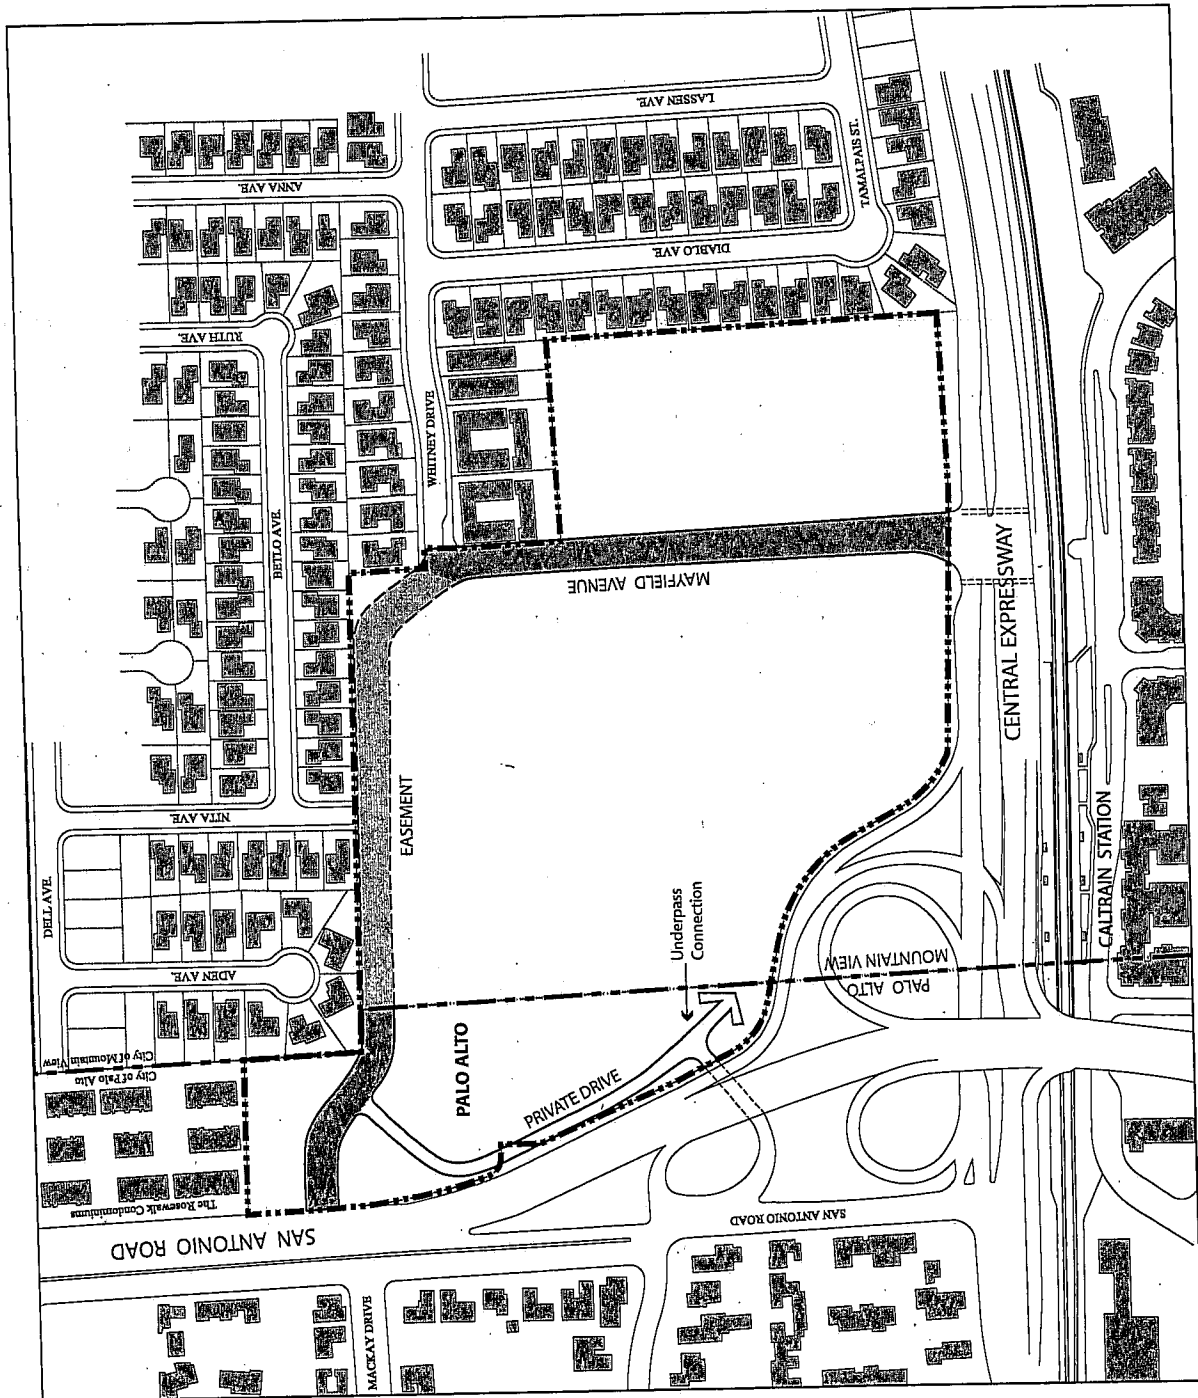 LASSEN AVE.
TAMALPAIS ST.
ANNA AVE.
DIABLO AVE.
RUTH AVE.
WHITNEY DRIVE
BETLO AVE.
MAYFIELD AVENUE
CENTRAL EXPRESSWAY
NITA AVE.
EASEMENT
CALTRAIN STATION
DELL AVE.
ADEN AVE.
Underpass
Connection
MOUNTAIN VIEW
PALO ALTO
City of Mountain View
City of Palo Alto
PALO ALTO
PRIVATE DRIVE
The Rosewalk Condominiums
SAN ANTONIO ROAD
SAN ANTONIO ROAD
MACKAY DRIVE